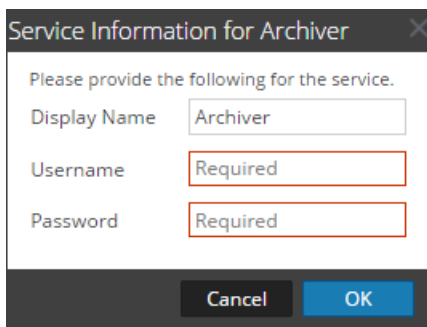 Service Information for Archiver
Please provide the following for the service.
Display Name Archiver
Username Required
Password Required
Cancel OK